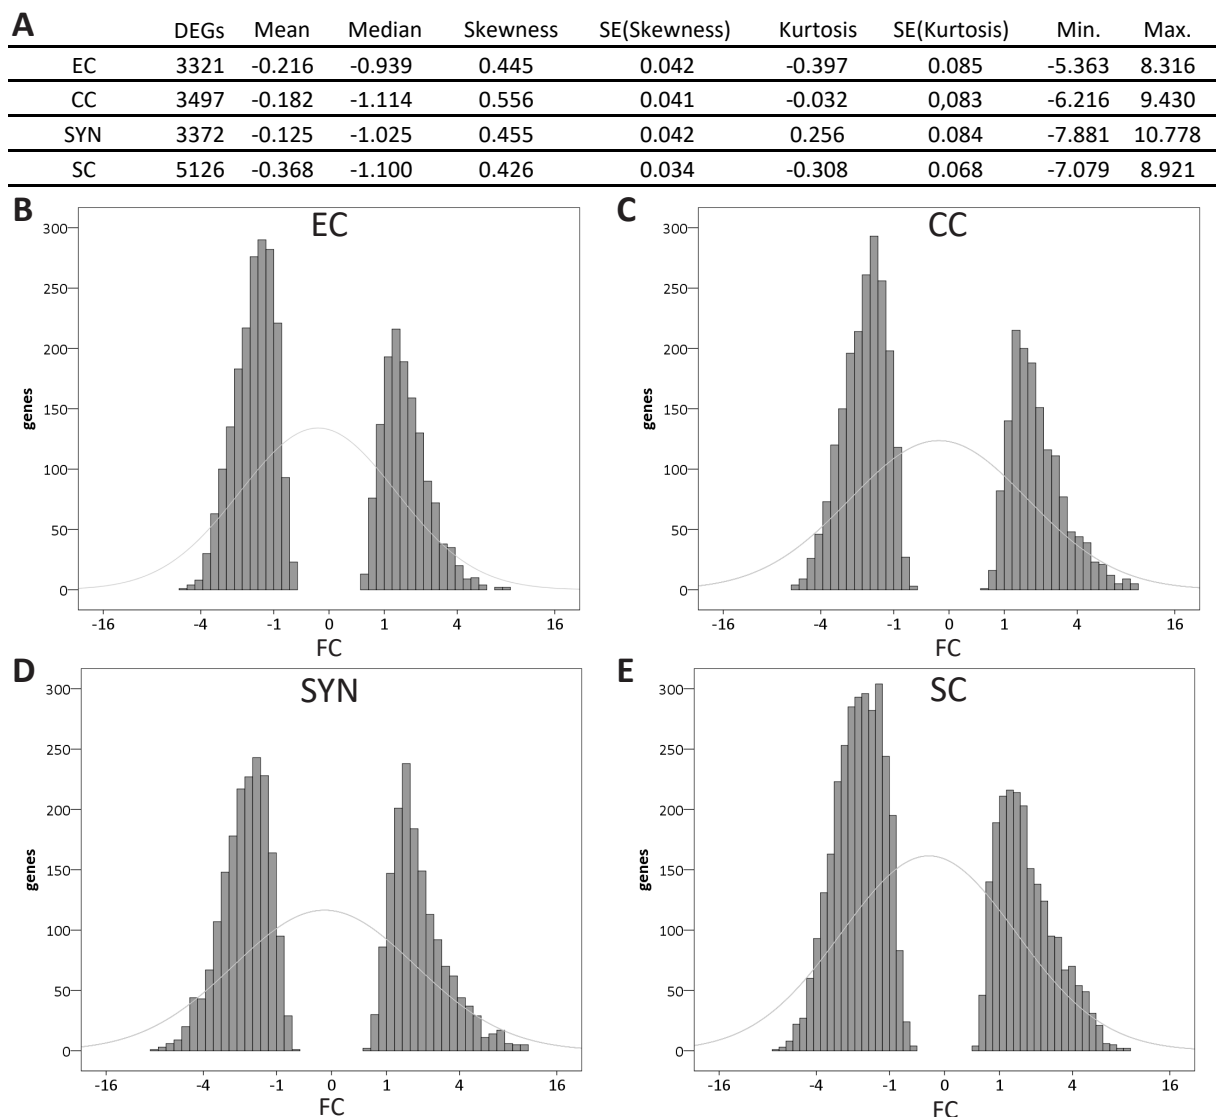 A DEGs Mean Median Skewness SE(Skewness) Kurtosis SE(Kurtosis) Min. Max.
EC 3321 -0.216 -0.939 0.445 0.042 -0.397 0.085 -5.363 8.316
CC 3497 -0.182 -1.114 0.556 0.041 -0.032 0,083 -6.216 9.430
SYN 3372 -0.125 -1.025 0.455 0.042 0.256 0.084 -7.881 10.778
SC 5126 -0.368 -1.100 0.426 0.034 -0.308 0.068 -7.079 8.921
B
EC
300
250
200
150
100
50
0
genes
-16 -4 -1 0 1 4 16
FC
C
CC
300
250
200
150
100
50
0
genes
-16 -4 -1 0 1 4 16
FC
D
SYN
300
250
200
150
100
50
0
genes
-16 -4 -1 0 1 4 16
FC
E
SC
300
250
200
150
100
50
0
genes
-16 -4 -1 0 1 4 16
FC